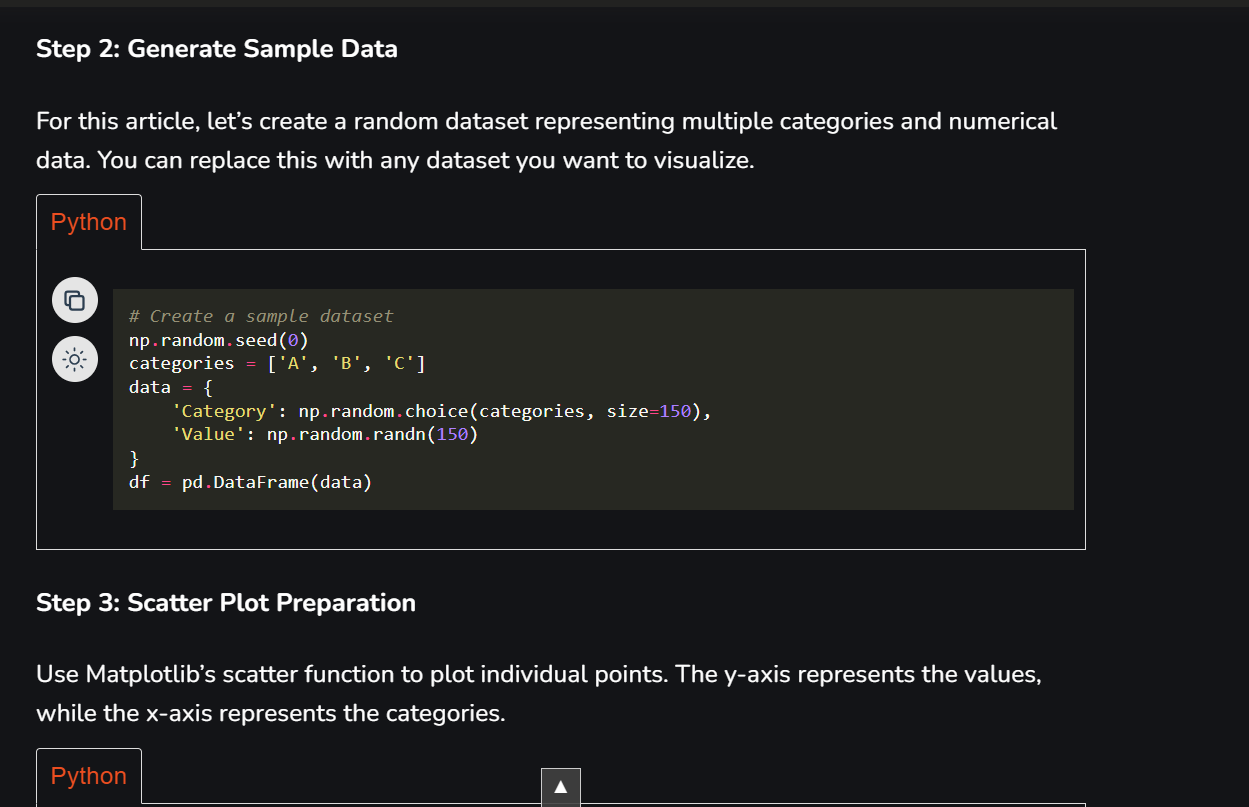 Step 2: Generate Sample Data
For this article, let’s create a random dataset representing multiple categories and numerical
data. You can replace this with any dataset you want to visualize.
Python
# Create a sample dataset
np.random.seed(0)
categories = ['A', 'B', 'C']
data = {
    'Category': np.random.choice(categories, size=150),
    'Value': np.random.randn(150)
}
df = pd.DataFrame(data)
Step 3: Scatter Plot Preparation
Use Matplotlib’s scatter function to plot individual points. The y-axis represents the values,
while the x-axis represents the categories.
Python